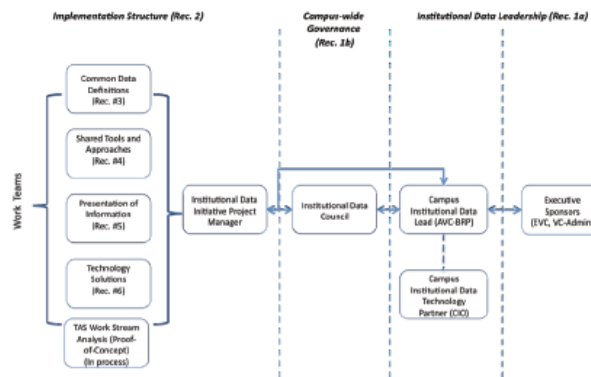 Implementation Structure (Rec. 2)
Campus-wide
Governance
(Rec. 1b)
Institutional Data Leadership (Rec. 1a)
Work Teams
Common Data
Definitions
(Rec. #3)
Shared Tools and
Approaches
(Rec. #4)
Presentation of
Information
(Rec. #5)
Technology
Solutions
(Rec. #6)
TAS Work Stream
Analysis (Proof-
of-Concept)
(In process)
Institutional Data
Initiative Project
Manager
Institutional Data
Council
Campus
Institutional Data
Lead (AVC-BRP)
Campus
Institutional Data
Technology
Partner (CIO)
Executive
Sponsors
(EVC, VC-Admin)